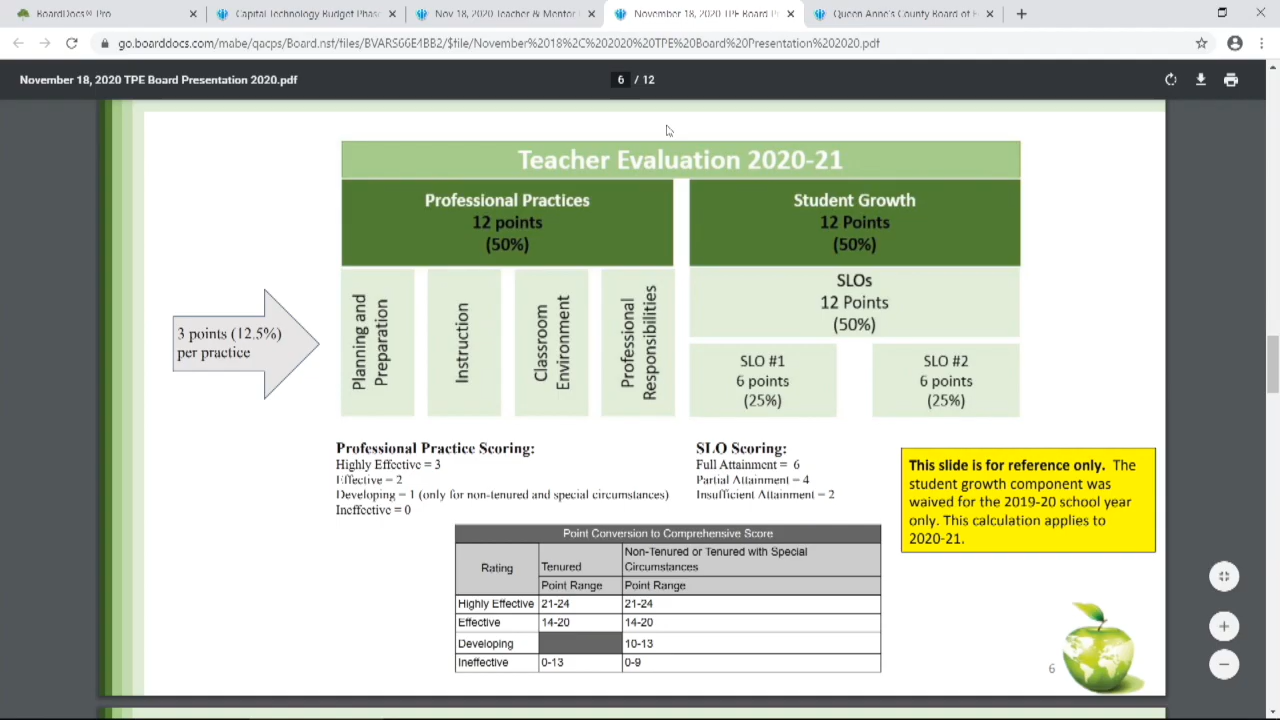 BoardDocs® Pro
Capital Technology Budget Phase
Nov 18, 2020 Teacher & Mentor
November 18, 2020 TPE Board P
Queen Anne's County Board of E
go.boarddocs.com/mabe/qacps/Board.nsf/files/BVARS66E4BB2/$file/November%2018%2C%202020%20TPE%20Board%20Presentation%202020.pdf
November 18, 2020 TPE Board Presentation 2020.pdf
6 / 12
Teacher Evaluation 2020-21
Professional Practices
12 points
(50%)
Student Growth
12 Points
(50%)
SLOs
12 Points
(50%)
3 points (12.5%)
per practice
Planning and
Preparation
Instruction
Classroom
Environment
Professional
Responsibilities
SLO #1
6 points
(25%)
SLO #2
6 points
(25%)
Professional Practice Scoring:
Highly Effective = 3
Effective = 2
Developing = 1 (only for non-tenured and special circumstances)
Ineffective = 0
SLO Scoring:
Full Attainment = 6
Partial Attainment = 4
Insufficient Attainment = 2
This slide is for reference only. The
student growth component was
waived for the 2019-20 school year
only. This calculation applies to
2020-21.
Point Conversion to Comprehensive Score
Rating
Tenured
Non-Tenured or Tenured with Special
Circumstances
Point Range
Point Range
Highly Effective 21-24 21-24
Effective 14-20 14-20
Developing 10-13
Ineffective 0-13 0-9
6